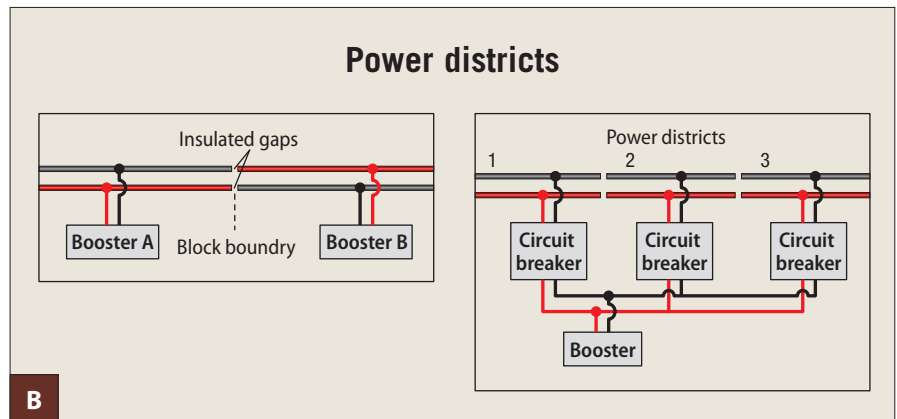 Power districts
Insulated gaps
Booster A
Block boundry
Booster B
Power districts
1 2 3
Circuit breaker
Circuit breaker
Circuit breaker
Booster
B